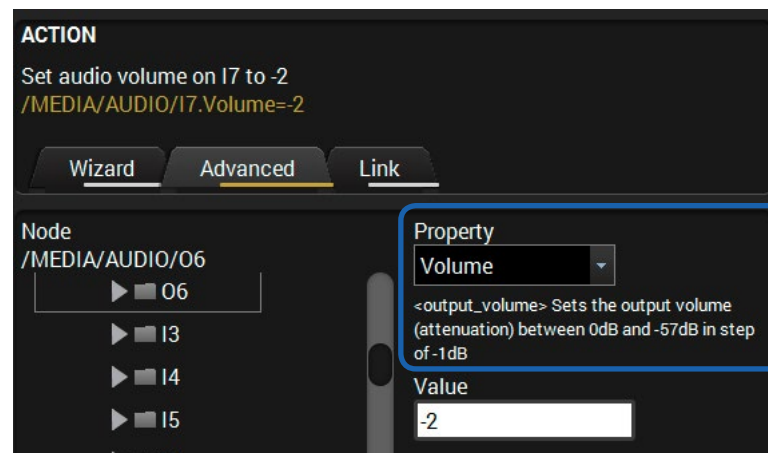 ACTION
Set audio volume on I7 to -2
/MEDIA/AUDIO/I7.Volume=-2
Wizard
Advanced
Link
Node
/MEDIA/AUDIO/O6
O6
I3
I4
I5
Property
Volume
<output_volume> Sets the output volume
(attenuation) between 0dB and -57dB in step
of -1dB
Value
-2